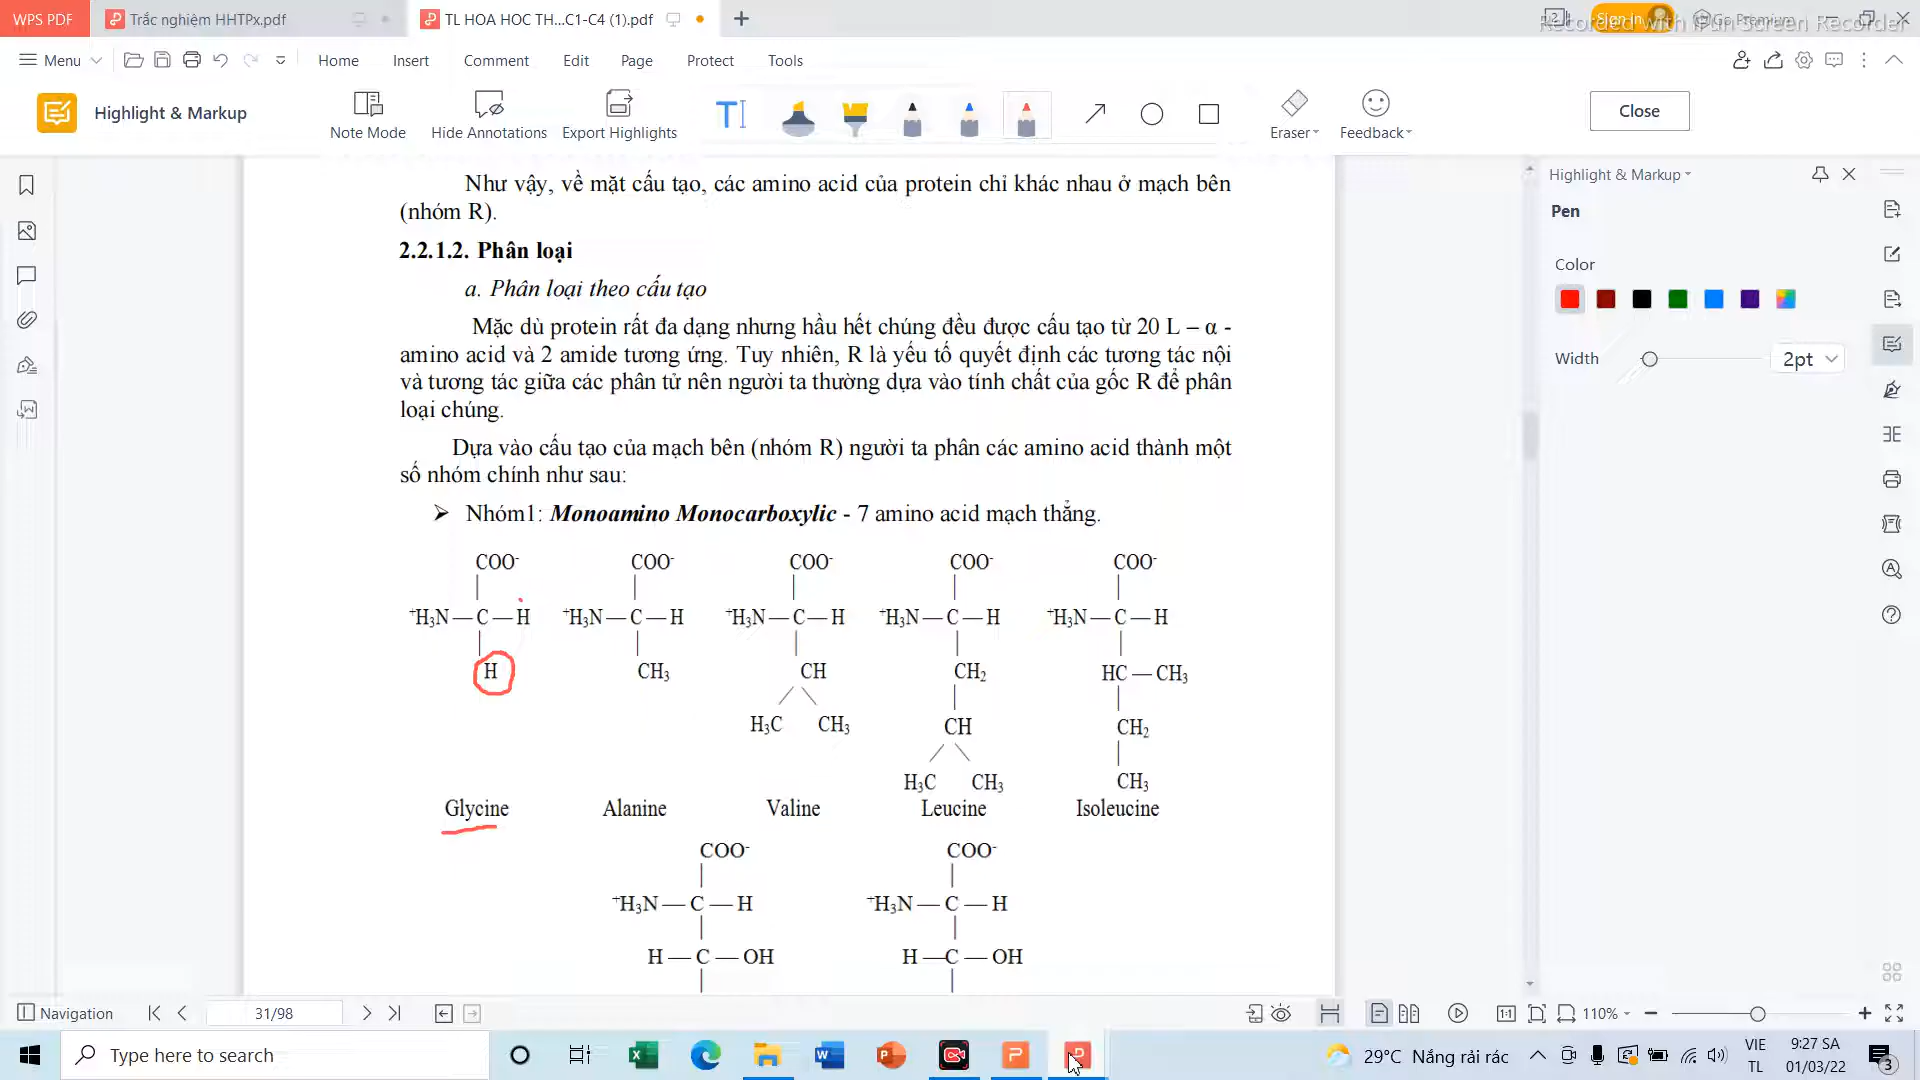 WPS PDF
Trắc nghiệm HHTPx.pdf
TL HOA HOC TH...C1-C4 (1).pdf
Sign in
Go Premium
Recorded with iFun Screen Recorder
Menu
Home
Insert
Comment
Edit
Page
Protect
Tools
Highlight & Markup
Note Mode
Hide Annotations
Export Highlights
Eraser
Feedback
Close
Như vậy, về mặt cấu tạo, các amino acid của protein chỉ khác nhau ở mạch bên
(nhóm R).
2.2.1.2. Phân loại
a. Phân loại theo cấu tạo
Mặc dù protein rất đa dạng nhưng hầu hết chúng đều được cấu tạo từ 20 L – α -
amino acid và 2 amide tương ứng. Tuy nhiên, R là yếu tố quyết định các tương tác nội
và tương tác giữa các phân tử nên người ta thường dựa vào tính chất của gốc R để phân
loại chúng.
Dựa vào cấu tạo của mạch bên (nhóm R) người ta phân các amino acid thành một
số nhóm chính như sau:
➢ Nhóm1: Monoamino Monocarboxylic - 7 amino acid mạch thẳng.
COO- COO- COO- COO- COO-
+H3N — C — H +H3N — C — H +H3N — C — H +H3N — C — H +H3N — C — H
H CH3 CH CH2 HC — CH3
H3C CH3 CH CH2
H3C CH3 CH3
Glycine Alanine Valine Leucine Isoleucine
COO- COO-
+H3N — C — H +H3N — C — H
H — C — OH H — C — OH
Highlight & Markup
Pen
Color
Width
2pt
Navigation
31/98
110%
Type here to search
29°C Nắng rải rác
VIE
TL
9:27 SA
01/03/22
3